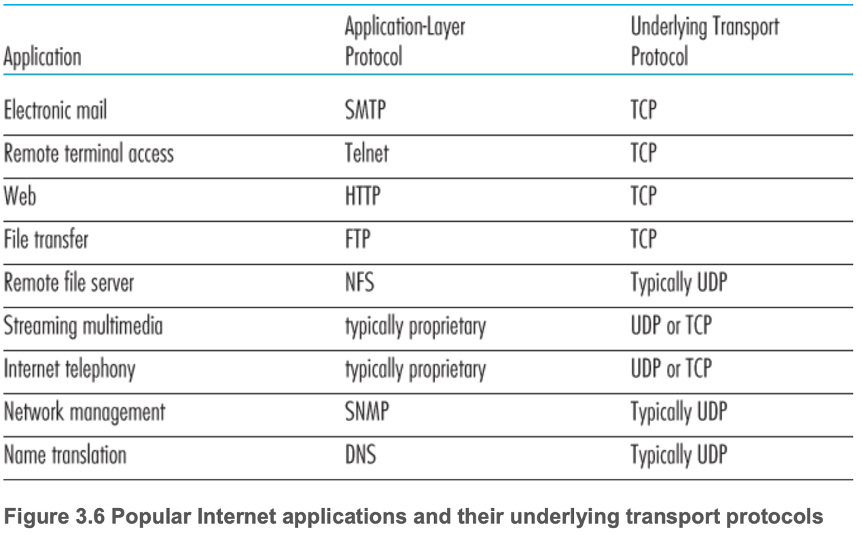 Application Application-Layer Protocol Underlying Transport Protocol
Electronic mail SMTP TCP
Remote terminal access Telnet TCP
Web HTTP TCP
File transfer FTP TCP
Remote file server NFS Typically UDP
Streaming multimedia typically proprietary UDP or TCP
Internet telephony typically proprietary UDP or TCP
Network management SNMP Typically UDP
Name translation DNS Typically UDP
Figure 3.6 Popular Internet applications and their underlying transport protocols